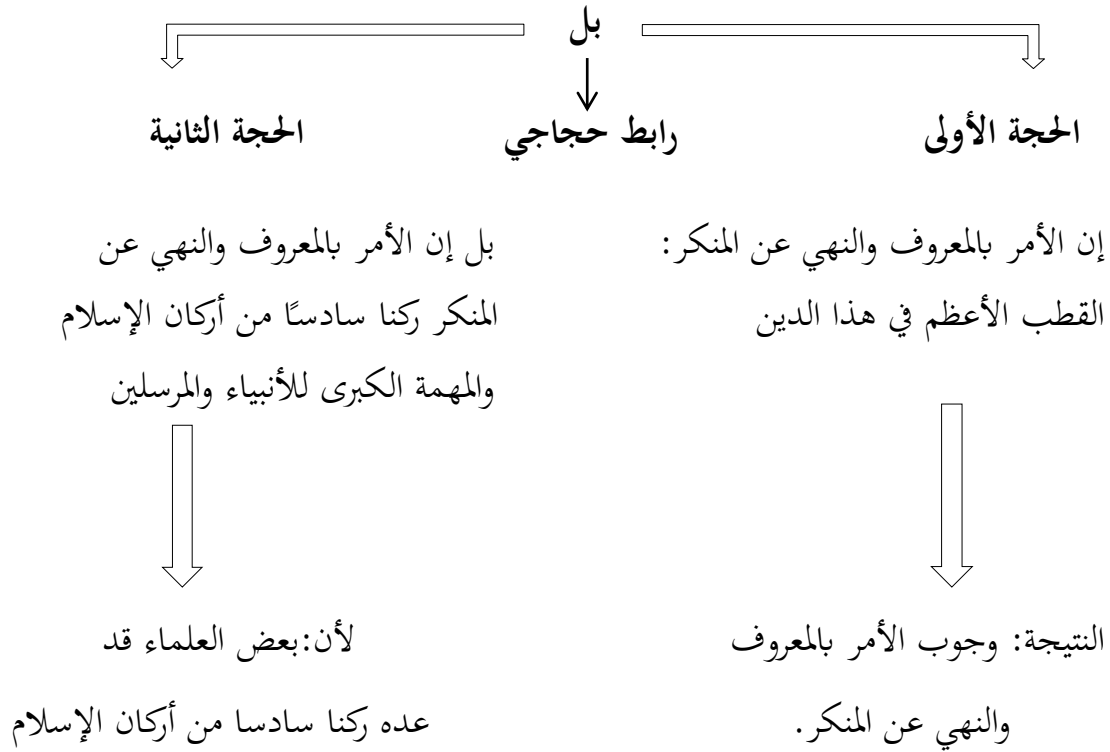 بل
الحجة الأولى
رابط حجاجي
الحجة الثانية
إن الأمر بالمعروف والنهي عن المنكر:
القطب الأعظم في هذا الدين
بل إن الأمر بالمعروف والنهي عن
المنكر ركنا سادسًا من أركان الإسلام
والمهمة الكبرى للأنبياء والمرسلين
النتيجة: وجوب الأمر بالمعروف
والنهي عن المنكر.
لأن:بعض العلماء قد
عده ركنا سادسا من أركان الإسلام